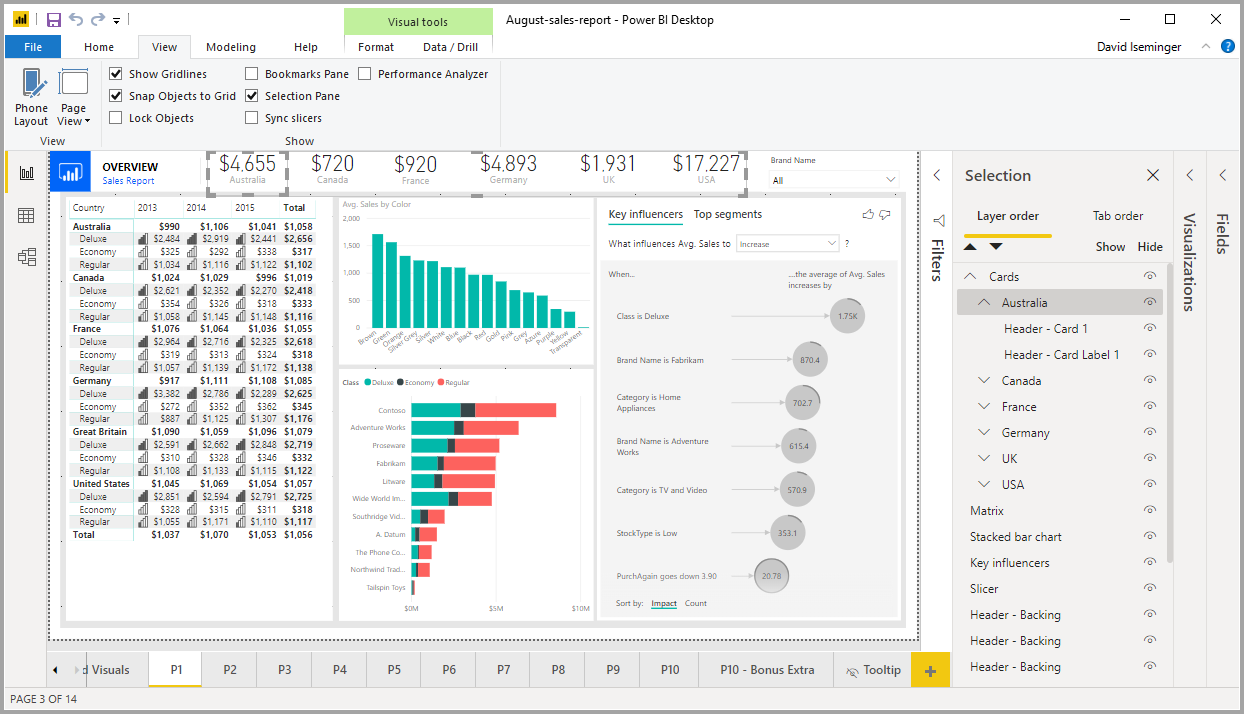 August-sales-report - Power BI Desktop
Visual tools
File Home View Modeling Help Format Data / Drill
David Iseminger
?
Show Gridlines Bookmarks Pane Performance Analyzer
Snap Objects to Grid Selection Pane
Lock Objects Sync slicers
Phone Layout
Page View
View Show
OVERVIEW
Sales Report
$4,655 $720 $920 $4,893 $1,931 $17,227
Australia Canada France Germany UK USA
Brand Name
All
Country 2013 2014 2015 Total
Australia $990 $1,106 $1,041 $1,058
Deluxe $2,484 $2,919 $2,441 $2,656
Economy $325 $292 $338 $317
Regular $1,034 $1,116 $1,122 $1,102
Canada $1,024 $1,029 $996 $1,019
Deluxe $2,621 $2,352 $2,270 $2,418
Economy $354 $326 $318 $333
Regular $1,058 $1,145 $1,148 $1,116
France $1,076 $1,064 $1,036 $1,055
Deluxe $2,964 $2,716 $2,325 $2,618
Economy $319 $313 $324 $318
Regular $1,057 $1,139 $1,172 $1,138
Germany $917 $1,111 $1,108 $1,085
Deluxe $3,382 $2,786 $2,289 $2,625
Economy $272 $352 $362 $345
Regular $887 $1,125 $1,307 $1,176
Great Britain $1,090 $1,059 $1,096 $1,079
Deluxe $2,591 $2,662 $2,848 $2,719
Economy $310 $328 $346 $332
Regular $1,108 $1,133 $1,115 $1,122
United States $1,045 $1,069 $1,054 $1,057
Deluxe $2,851 $2,594 $2,791 $2,725
Economy $328 $315 $311 $318
Regular $1,055 $1,171 $1,110 $1,117
Total $1,037 $1,070 $1,053 $1,056
Avg. Sales by Color
2,000
1,500
1,000
500
0
Brown Green Orange Silver Grey Silver White Blue Black Red Gold Pink Grey Azure Purple Yellow Transparent
Class Deluxe Economy Regular
Contoso
Adventure Works
Proseware
Fabrikam
Litware
Wide World Im...
Southridge Vid...
A. Datum
The Phone Co...
Northwind Trad...
Tailspin Toys
$0M $5M $10M
Key influencers Top segments
What influences Avg. Sales to Increase ?
When...
...the average of Avg. Sales
increases by
Class is Deluxe 1.75K
Brand Name is Fabrikam 870.4
Category is Home
Appliances
702.7
Brand Name is Adventure
Works
615.4
Category is TV and Video 570.9
StockType is Low 353.1
PurchAgain goes down 3.90 20.78
Sort by: Impact Count
Filters
Selection
Layer order Tab order
Show Hide
Cards
Australia
Header - Card 1
Header - Card Label 1
Canada
France
Germany
UK
USA
Matrix
Stacked bar chart
Key influencers
Slicer
Header - Backing
Header - Backing
Header - Backing
Visualizations
Fields
d Visuals P1 P2 P3 P4 P5 P6 P7 P8 P9 P10 P10 - Bonus Extra Tooltip +
PAGE 3 OF 14